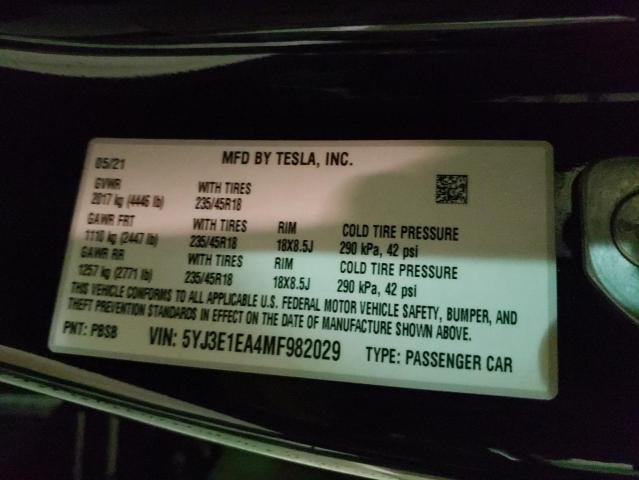 05/21 MFD BY TESLA, INC.
GVWR WITH TIRES
2017 kg (4446 lb) 235/45R18
GAWR FRT WITH TIRES RIM COLD TIRE PRESSURE
1110 kg (2447 lb) 235/45R18 18X8.5J 290 kPa, 42 psi
GAWR RR WITH TIRES RIM COLD TIRE PRESSURE
1257 kg (2771 lb) 235/45R18 18X8.5J 290 kPa, 42 psi
THIS VEHICLE CONFORMS TO ALL APPLICABLE U.S. FEDERAL MOTOR VEHICLE SAFETY, BUMPER, AND
THEFT PREVENTION STANDARDS IN EFFECT ON THE DATE OF MANUFACTURE SHOWN ABOVE.
PNT: PBSB VIN: 5YJ3E1EA4MF982029 TYPE: PASSENGER CAR